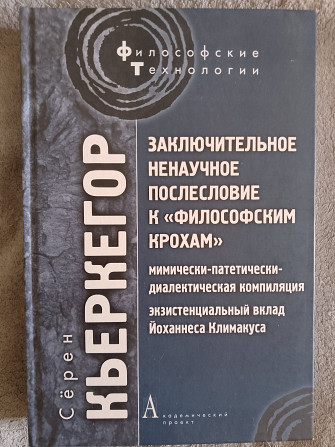 Философские
Технологии
Сёрен
КЬЕРКЕГОР
ЗАКЛЮЧИТЕЛЬНОЕ
НЕНАУЧНОЕ
ПОСЛЕСЛОВИЕ
К «ФИЛОСОФСКИМ
КРОХАМ»
мимически-патетически-
диалектическая компиляция
экзистенциальный вклад
Йоханнеса Климакуса
Академический
проект